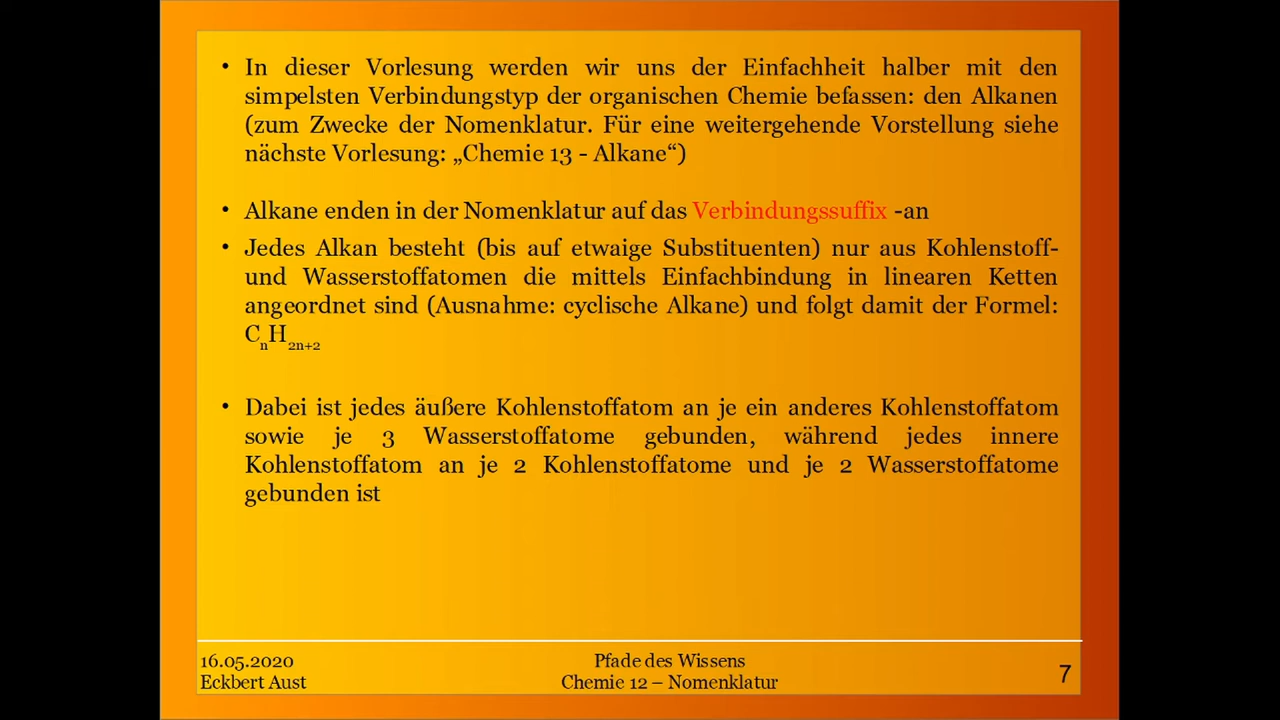 • In dieser Vorlesung werden wir uns der Einfachheit halber mit den
simpelsten Verbindungstyp der organischen Chemie befassen: den Alkanen
(zum Zwecke der Nomenklatur. Für eine weitergehende Vorstellung siehe
nächste Vorlesung: „Chemie 13 - Alkane“)
• Alkane enden in der Nomenklatur auf das Verbindungssuffix -an
• Jedes Alkan besteht (bis auf etwaige Substituenten) nur aus Kohlenstoff-
und Wasserstoffatomen die mittels Einfachbindung in linearen Ketten
angeordnet sind (Ausnahme: cyclische Alkane) und folgt damit der Formel:
CnH2n+2
• Dabei ist jedes äußere Kohlenstoffatom an je ein anderes Kohlenstoffatom
sowie je 3 Wasserstoffatome gebunden, während jedes innere
Kohlenstoffatom an je 2 Kohlenstoffatome und je 2 Wasserstoffatome
gebunden ist
16.05.2020
Eckbert Aust
Pfade des Wissens
Chemie 12 – Nomenklatur
7